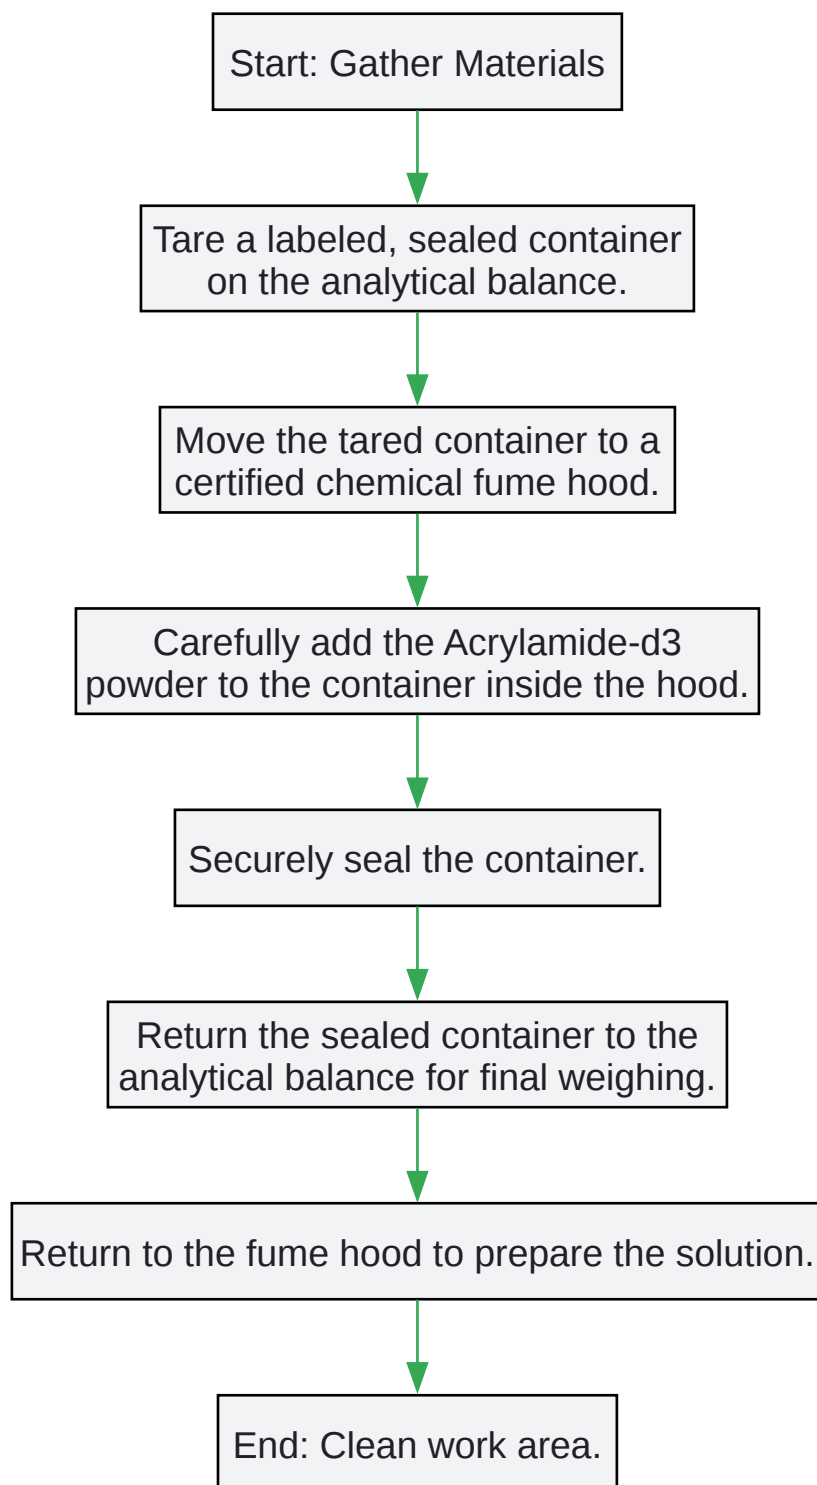 Start: Gather Materials
Tare a labeled, sealed container
on the analytical balance.
Move the tared container to a
certified chemical fume hood.
Carefully add the Acrylamide-d3
powder to the container inside the hood.
Securely seal the container.
Return the sealed container to the
analytical balance for final weighing.
Return to the fume hood to prepare the solution.
End: Clean work area.